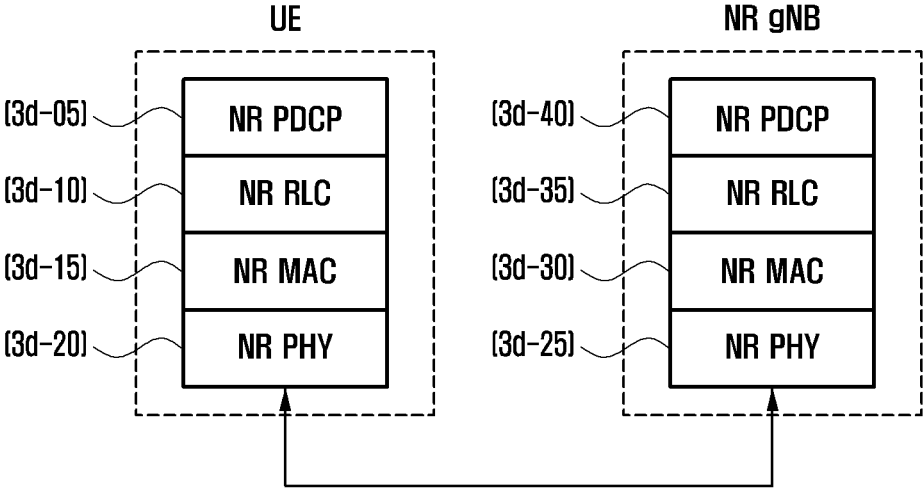 UE NR gNB
(3d-05) NR PDCP (3d-40) NR PDCP
(3d-10) NR RLC (3d-35) NR RLC
(3d-15) NR MAC (3d-30) NR MAC
(3d-20) NR PHY (3d-25) NR PHY